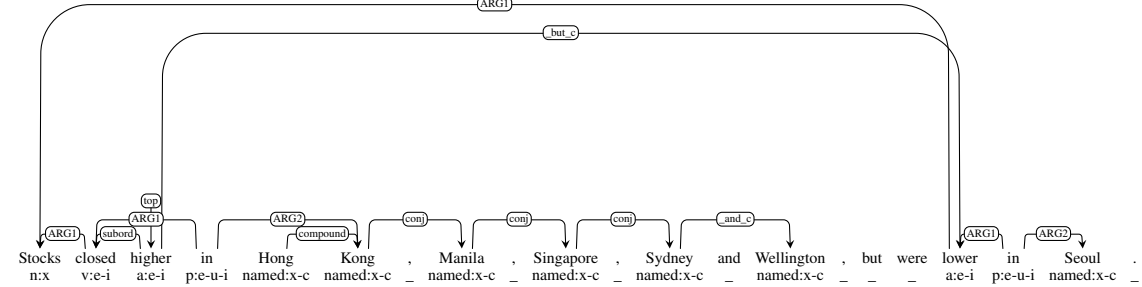 ARG1
_but_c
top
ARG1 ARG2 conj conj conj _and_c
ARG1 subord compound ARG1 ARG2
Stocks closed higher in Hong Kong , Manila , Singapore , Sydney and Wellington , but were lower in Seoul .
n:x v:e-i a:e-i p:e-u-i named:x-c named:x-c _ named:x-c _ named:x-c _ named:x-c _ named:x-c _ _ _ a:e-i p:e-u-i named:x-c _